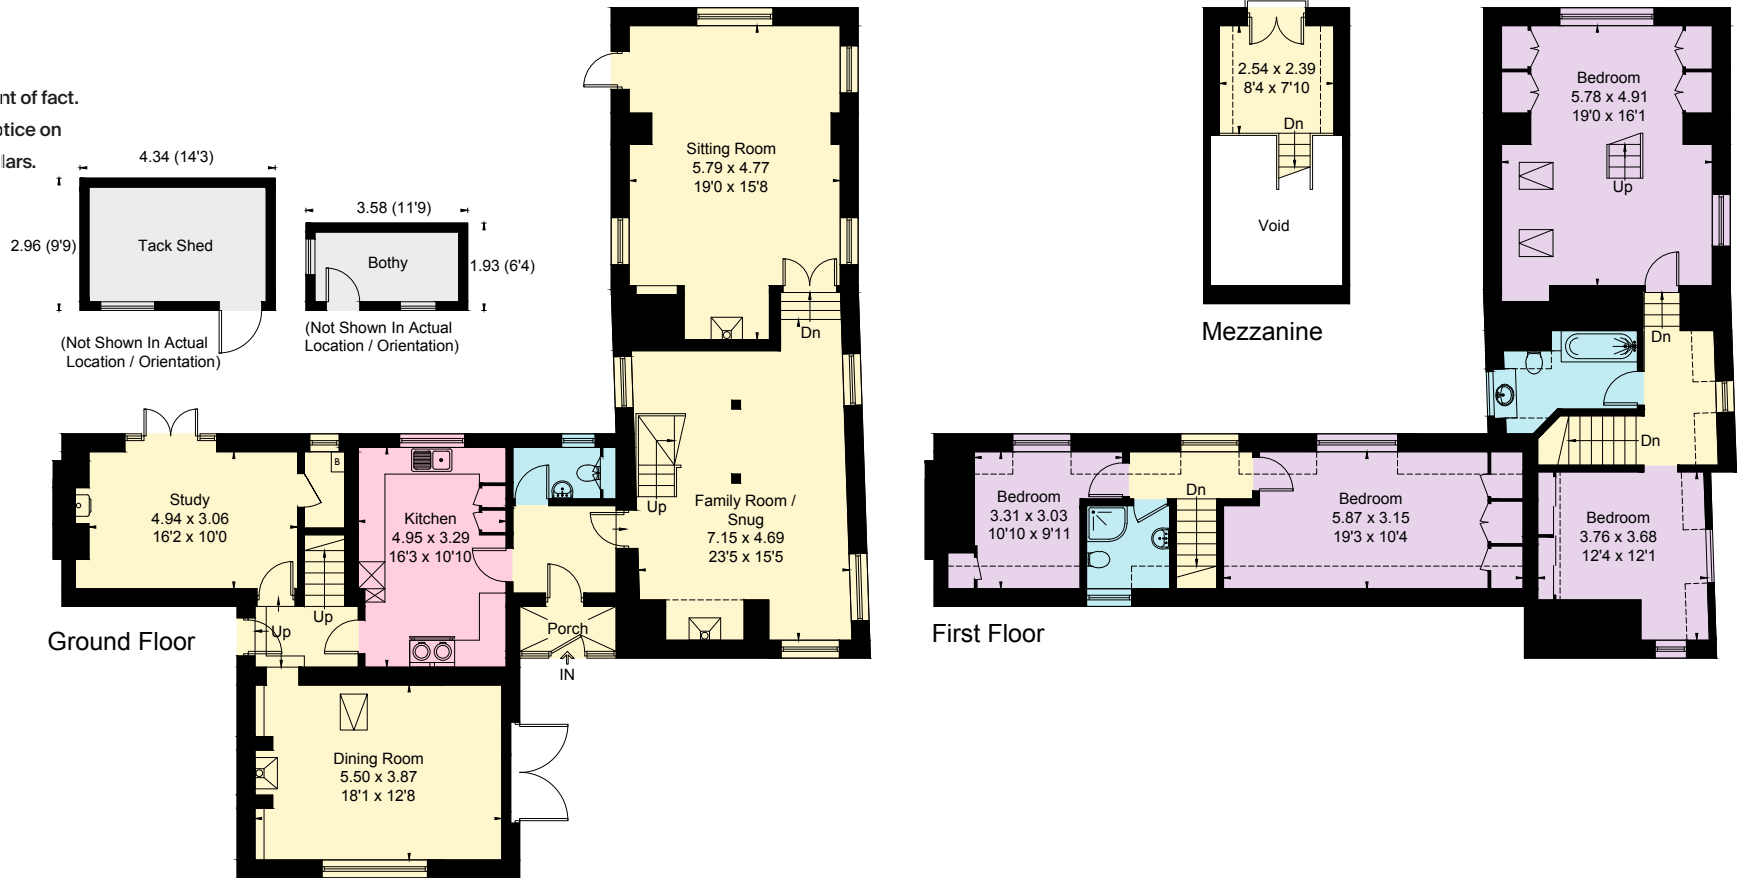 nt of fact.
otice on
lars.
4.34 (14'3)
2.96 (9'9)
Tack Shed
(Not Shown In Actual
Location / Orientation)
3.58 (11'9)
Bothy
1.93 (6'4)
(Not Shown In Actual
Location / Orientation)
Sitting Room
5.79 x 4.77
19'0 x 15'8
Dn
Up
Family Room /
Snug
7.15 x 4.69
23'5 x 15'5
Study
4.94 x 3.06
16'2 x 10'0
B
Kitchen
4.95 x 3.29
16'3 x 10'10
Up
Up
Porch
IN
Ground Floor
Dining Room
5.50 x 3.87
18'1 x 12'8
2.54 x 2.39
8'4 x 7'10
Dn
Void
Mezzanine
Bedroom
5.78 x 4.91
19'0 x 16'1
Up
Dn
Dn
Bedroom
3.31 x 3.03
10'10 x 9'11
Dn
Bedroom
5.87 x 3.15
19'3 x 10'4
Bedroom
3.76 x 3.68
12'4 x 12'1
First Floor